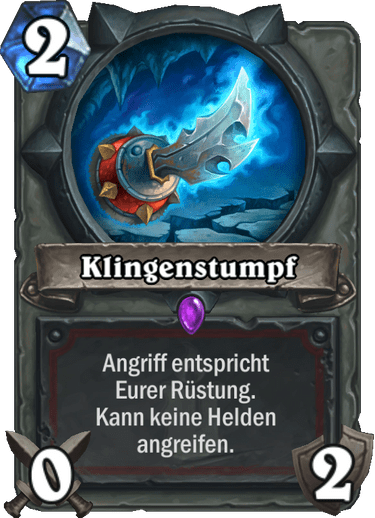 2
Klingenstumpf
Angriff entspricht
Eurer Rüstung.
Kann keine Helden
angreifen.
0
2